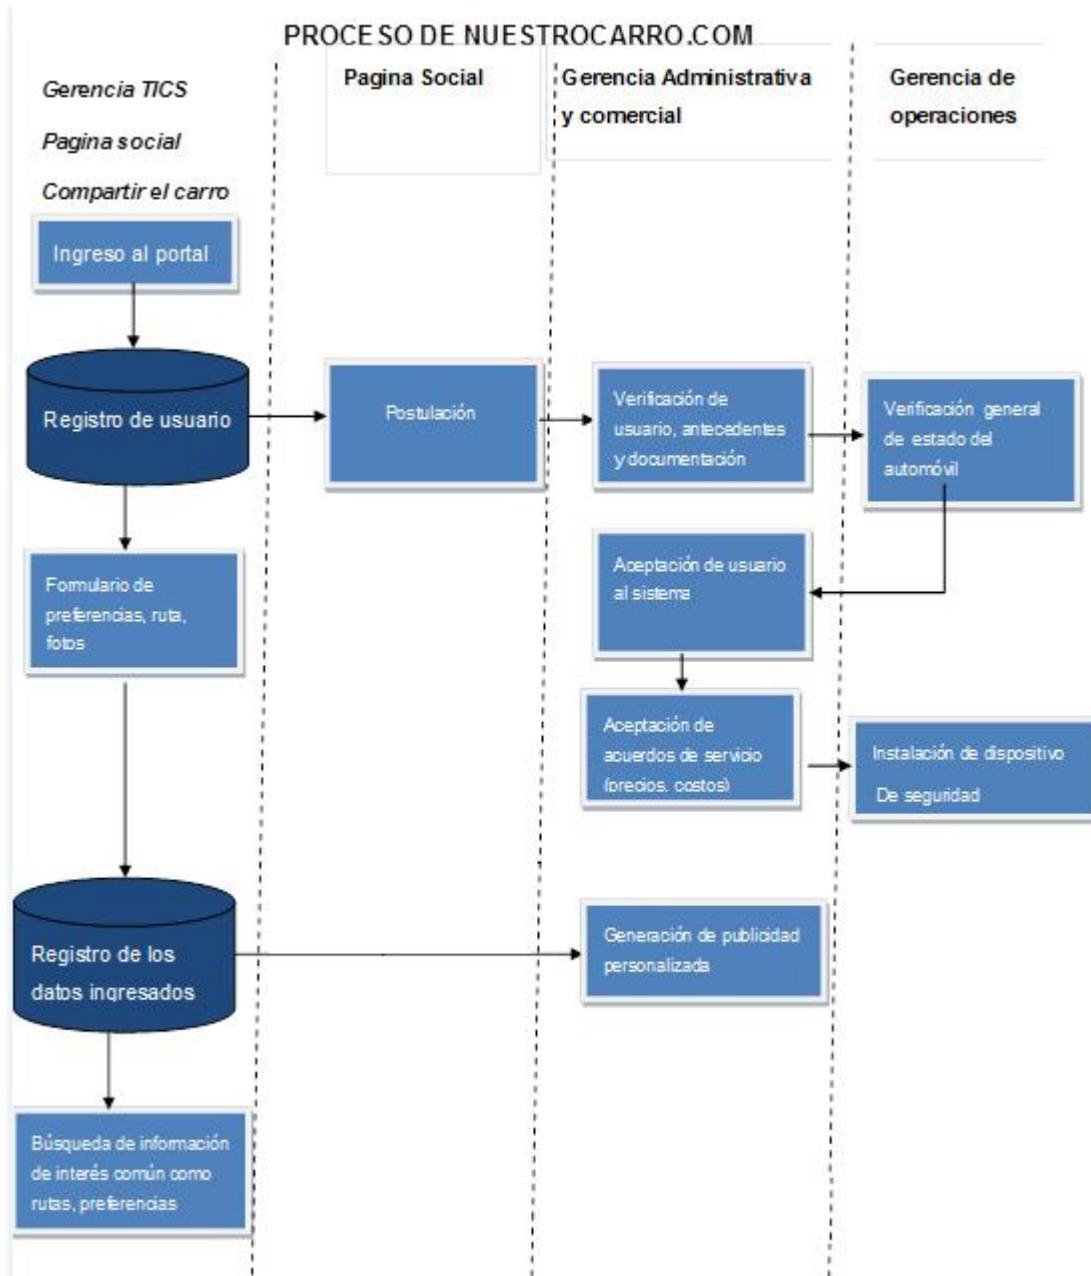 PROCESO DE NUESTROCARRO.COM
Gerencia TICS
Pagina social
Compartir el carro
Pagina Social
Gerencia Administrativa
y comercial
Gerencia de
operaciones
Ingreso al portal
Registro de usuario
Postulación
Verificación de
usuario, antecedentes
y documentación
Verificación general
de estado del
automóvil
Formulario de
preferencias, ruta,
fotos
Aceptación de usuario
al sistema
Aceptación de
acuerdos de servicio
(precios, costos)
Instalación de dispositivo
De seguridad
Registro de los
datos ingresados
Generación de publicidad
personalizada
Búsqueda de información
de interés común como
rutas, preferencias